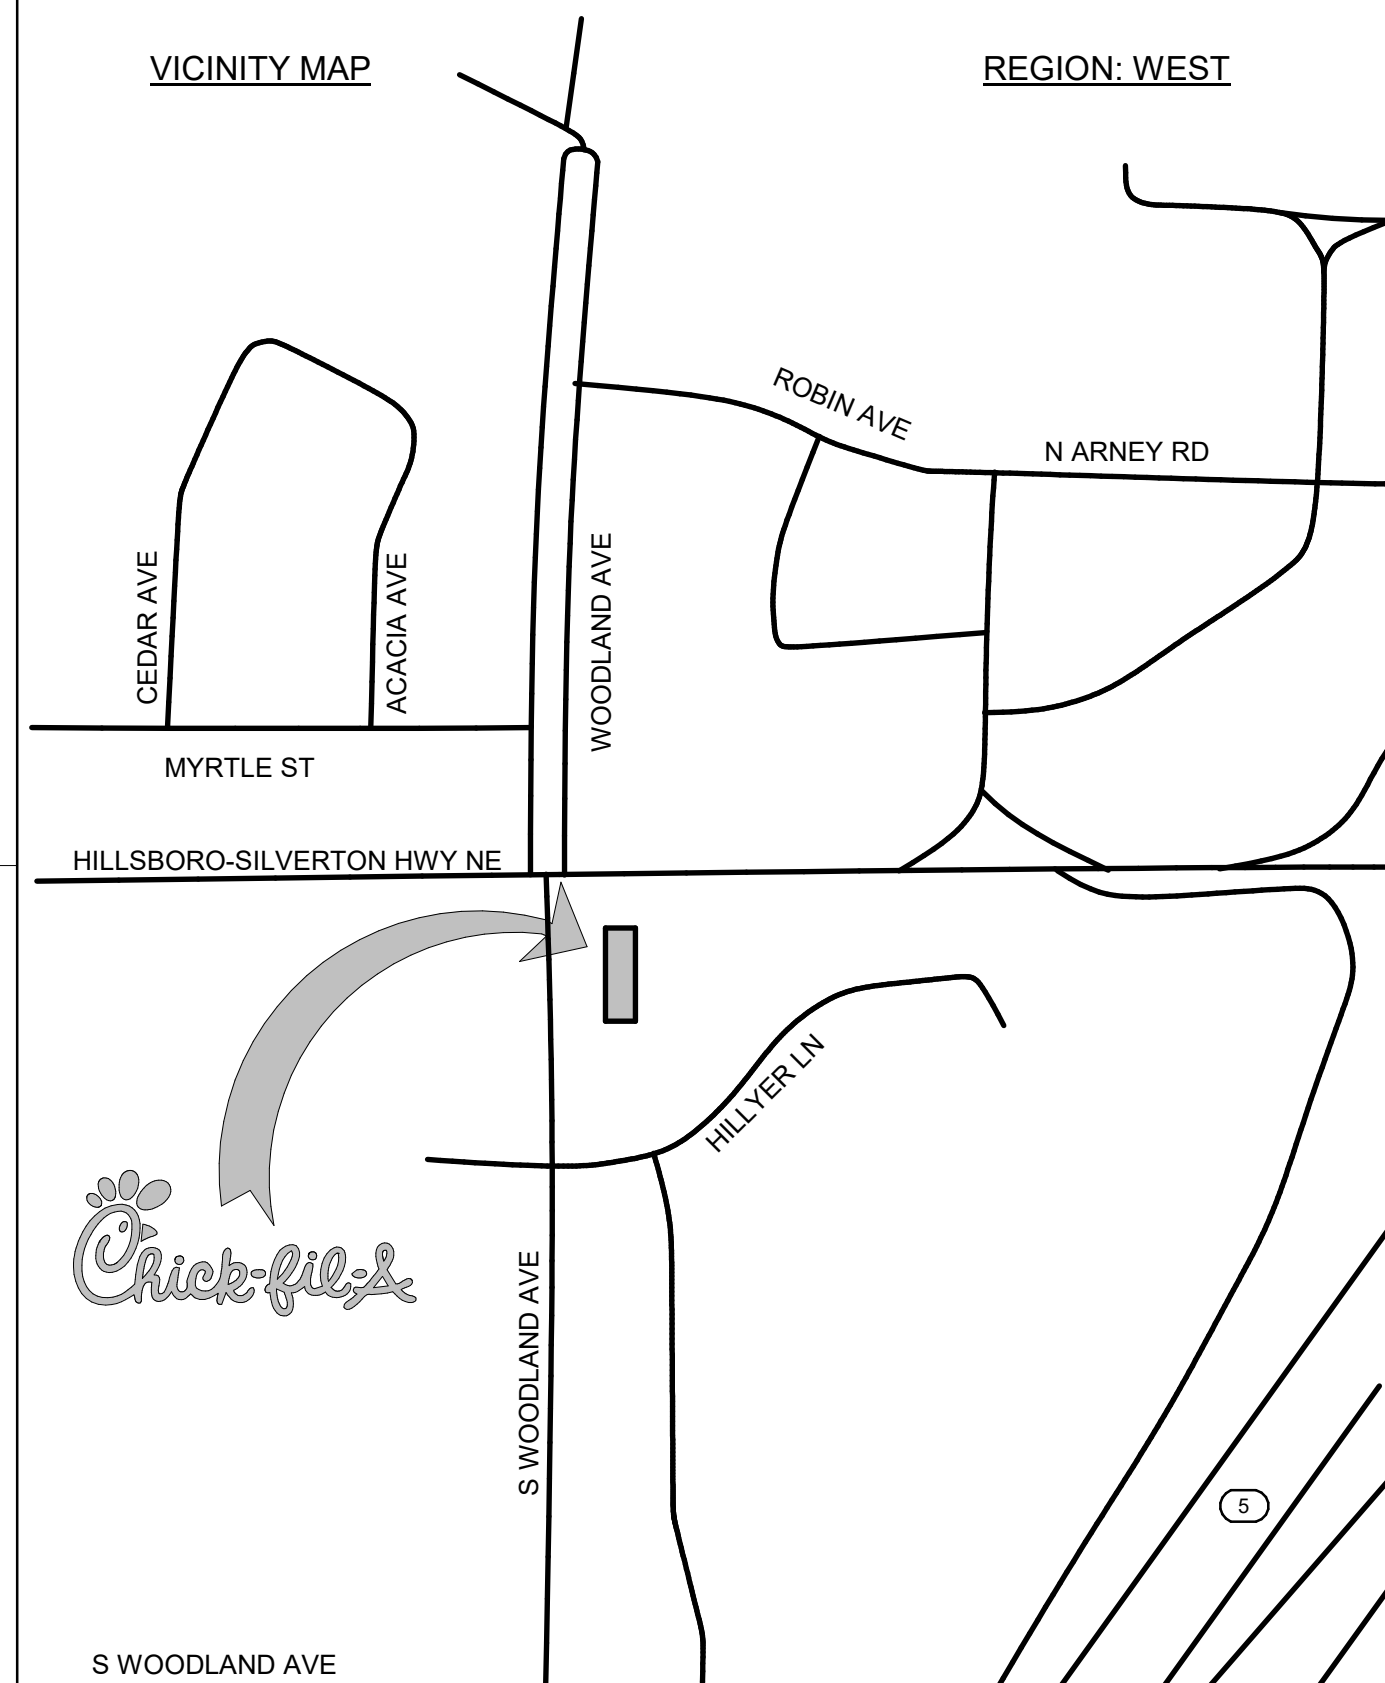 VICINITY MAP
REGION: WEST
ROBIN AVE
N ARNEY RD
CEDAR AVE
ACACIA AVE
WOODLAND AVE
MYRTLE ST
HILLSBORO-SILVERTON HWY NE
HILLYER LN
Chick-fil-A
S WOODLAND AVE
5
S WOODLAND AVE